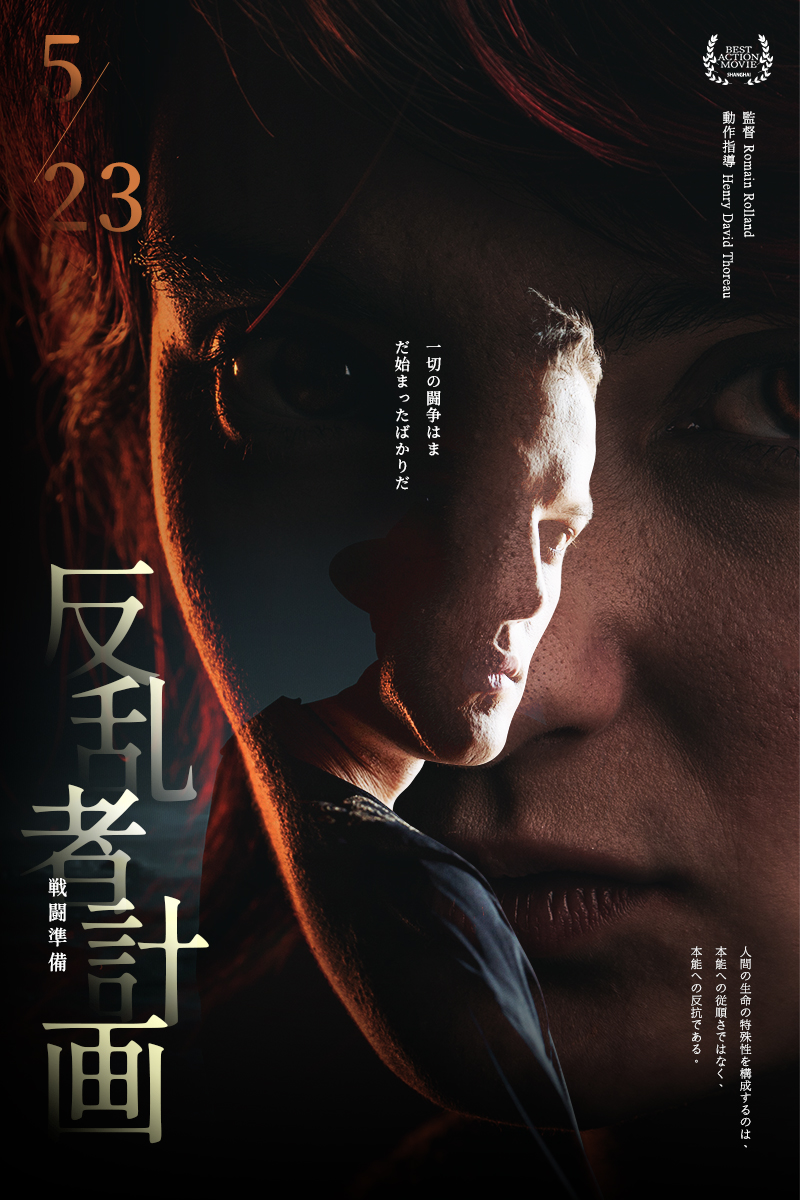 5/23
BEST
ACTION
MOVIE
SHANGHAI
監督 Romain Rolland
動作指導 Henry David Thoreau
一切の闘争はま
だ始まったばかりだ
反乱者計画
戦闘準備
人間の生命の特殊性を構成するのは、
本能への従順さではなく、
本能への反抗である。